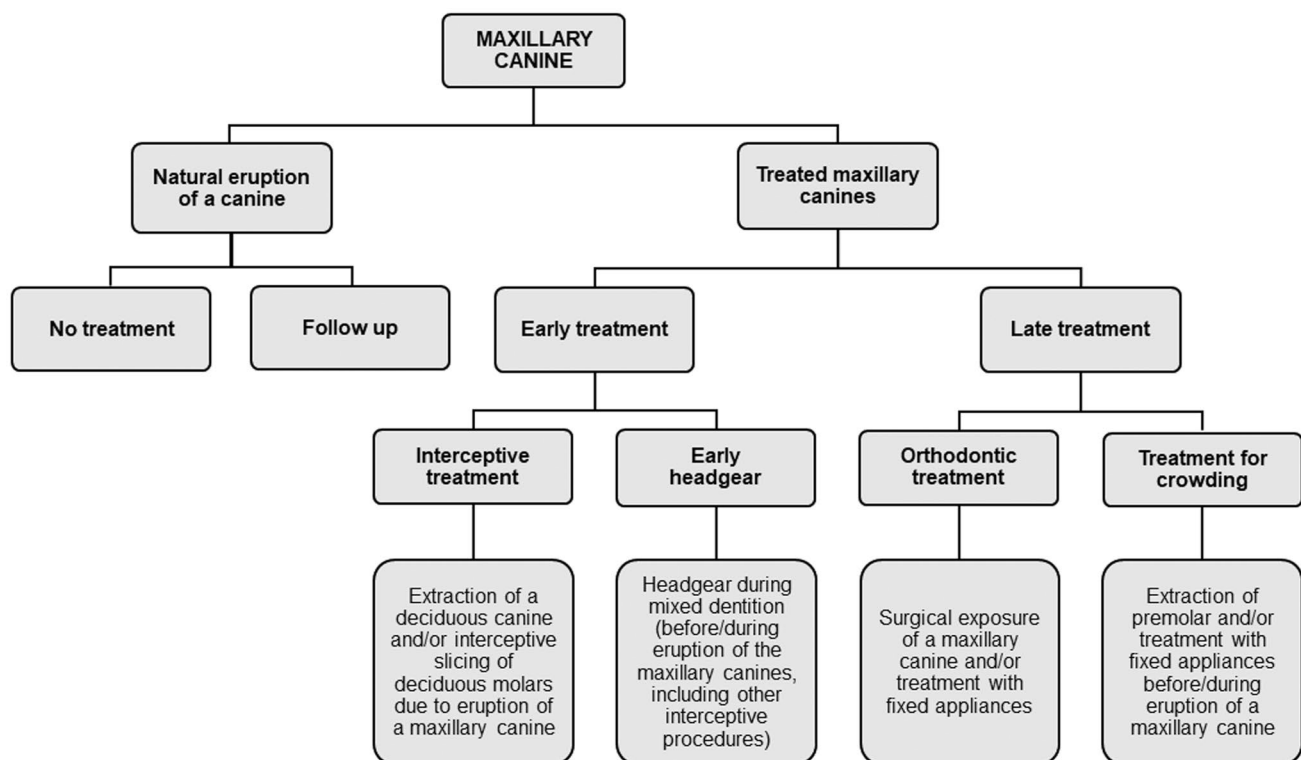 MAXILLARY
CANINE
Natural eruption
of a canine
Treated maxillary
canines
No treatment
Follow up
Early treatment
Late treatment
Interceptive
treatment
Early
headgear
Orthodontic
treatment
Treatment for
crowding
Extraction of a
deciduous canine
and/or interceptive
slicing of
deciduous molars
due to eruption of
a maxillary canine
Headgear during
mixed dentition
(before/during
eruption of the
maxillary canines,
including other
interceptive
procedures)
Surgical exposure
of a maxillary
canine and/or
treatment with
fixed appliances
Extraction of
premolar and/or
treatment with
fixed appliances
before/during
eruption of a
maxillary canine